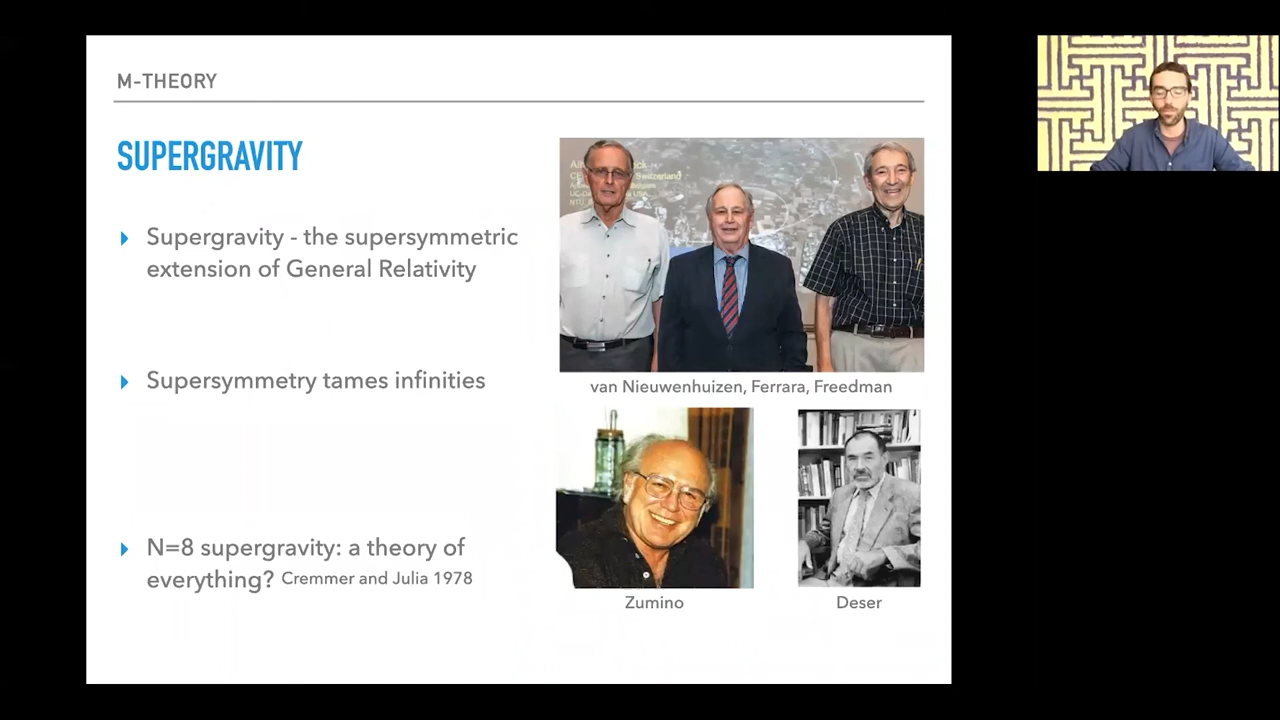 M-THEORY
SUPERGRAVITY
Supergravity - the supersymmetric
extension of General Relativity
Supersymmetry tames infinities
N=8 supergravity: a theory of
everything? Cremmer and Julia 1978
Switzerland
van Nieuwenhuizen, Ferrara, Freedman
Zumino
Deser